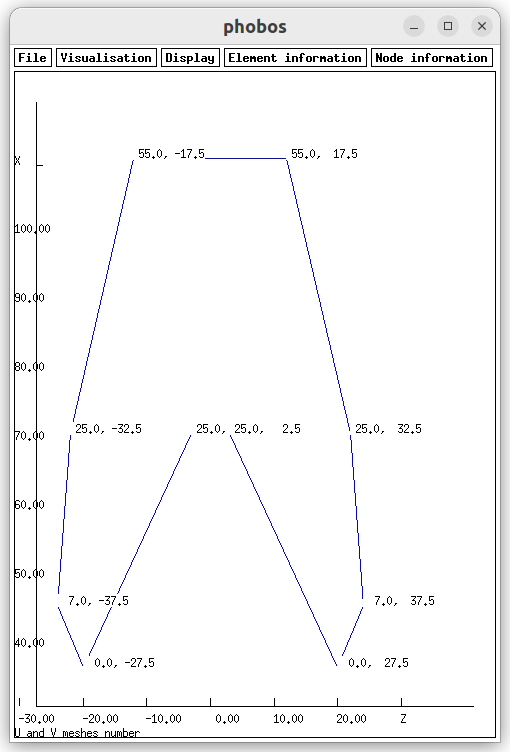 phobos
File Visualisation Display Element information Node information
X
55.0, -17.5 55.0, 17.5
100.00
90.00
80.00
70.00
25.0, -32.5 25.0, 25.0, 2.5 25.0, 32.5
60.00
50.00
7.0, -37.5 7.0, 37.5
40.00
0.0, -27.5 0.0, 27.5
-30.00 -20.00 -10.00 0.00 10.00 20.00 Z
U and V meshes number